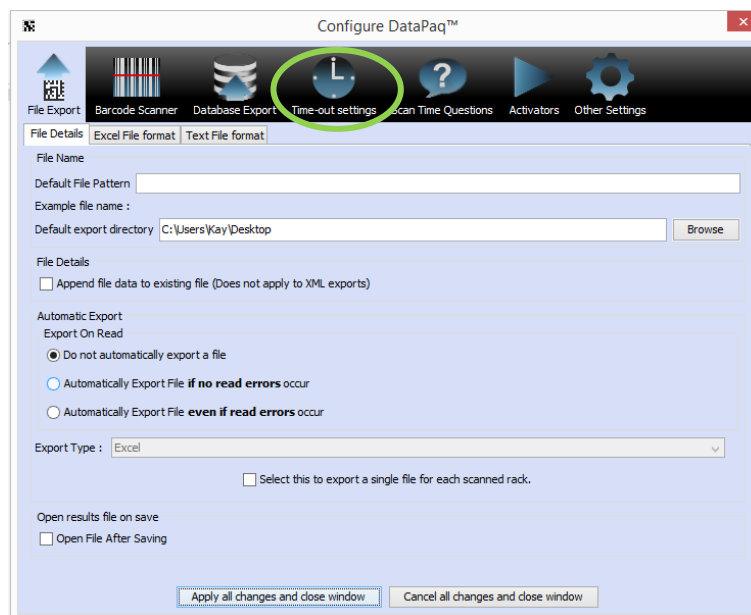 Configure DataPaq™
File Export Barcode Scanner Database Export Time-out settings Scan Time Questions Activators Other Settings
File Details Excel File format Text File format
File Name
Default File Pattern
Example file name :
Default export directory C:\Users\Kay\Desktop Browse
File Details
Append file data to existing file (Does not apply to XML exports)
Automatic Export
Export On Read
Do not automatically export a file
Automatically Export File if no read errors occur
Automatically Export File even if read errors occur
Export Type : Excel
Select this to export a single file for each scanned rack.
Open results file on save
Open File After Saving
Apply all changes and close window Cancel all changes and close window